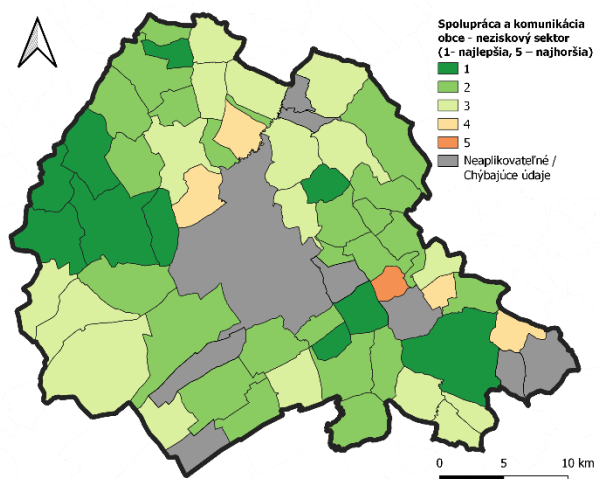 Spolupráca a komunikácia
obce - neziskový sektor
(1- najlepšia, 5 – najhoršia)
1
2
3
4
5
Neaplikovateľné /
Chýbajúce údaje
0 5 10 km